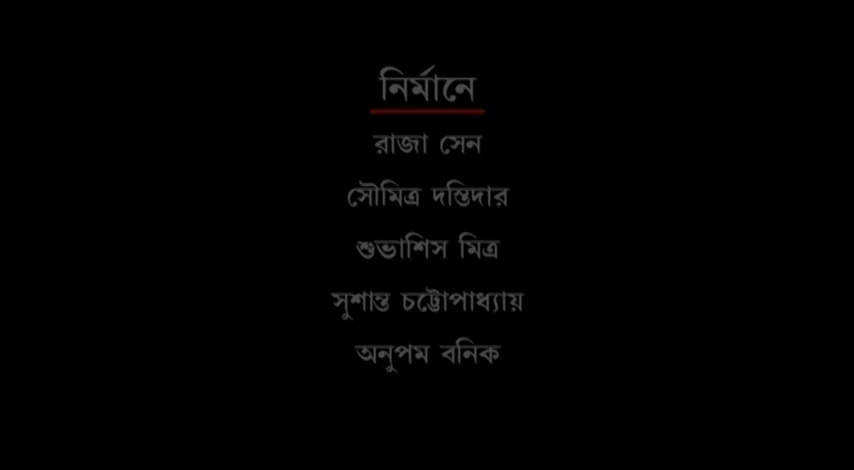 নির্মানে
রাজা সেন
সৌমিত্র দস্তিদার
শুভাশিস মিত্র
সুশান্ত চট্টোপাধ্যায়
অনুপম বনিক